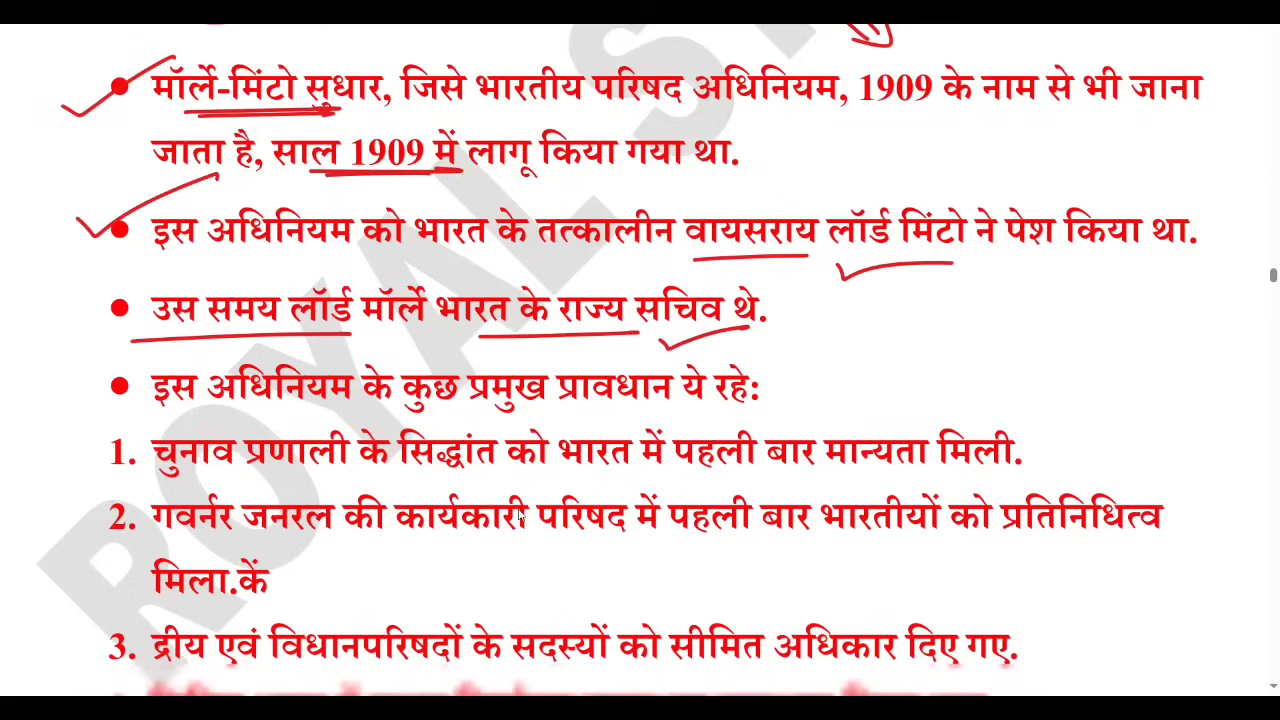 ● मॉर्ले-मिंटो सुधार, जिसे भारतीय परिषद अधिनियम, 1909 के नाम से भी जाना
जाता है, साल 1909 में लागू किया गया था.
● इस अधिनियम को भारत के तत्कालीन वायसराय लॉर्ड मिंटो ने पेश किया था.
● उस समय लॉर्ड मॉर्ले भारत के राज्य सचिव थे.
● इस अधिनियम के कुछ प्रमुख प्रावधान ये रहे:
1. चुनाव प्रणाली के सिद्धांत को भारत में पहली बार मान्यता मिली.
2. गवर्नर जनरल की कार्यकारी परिषद में पहली बार भारतीयों को प्रतिनिधित्व
मिला.कें
3. द्रीय एवं विधानपरिषदों के सदस्यों को सीमित अधिकार दिए गए.
ROYAL ST